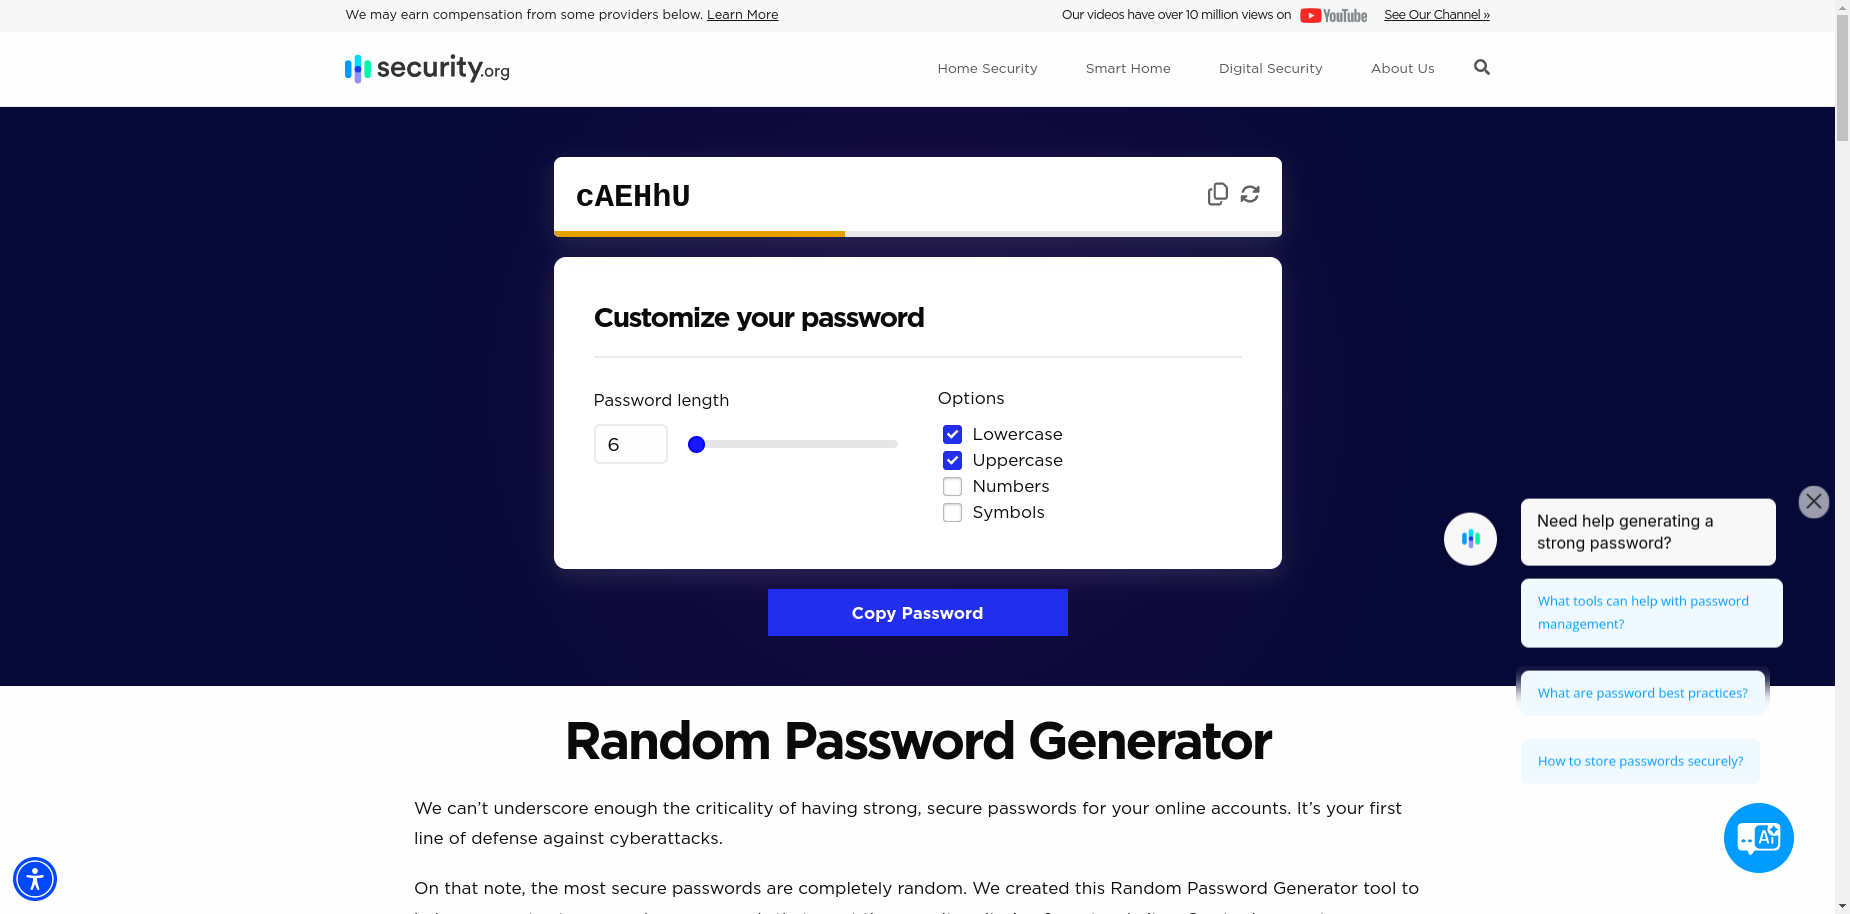 We may earn compensation from some providers below. Learn More
Our videos have over 10 million views on YouTube See Our Channel »
security.org
Home Security Smart Home Digital Security About Us
cAEHhU
Customize your password
Password length
6
Options
Lowercase
Uppercase
Numbers
Symbols
Copy Password
Need help generating a
strong password?
What tools can help with password
management?
What are password best practices?
How to store passwords securely?
Ai
Random Password Generator
We can’t underscore enough the criticality of having strong, secure passwords for your online accounts. It’s your first
line of defense against cyberattacks.
On that note, the most secure passwords are completely random. We created this Random Password Generator tool to